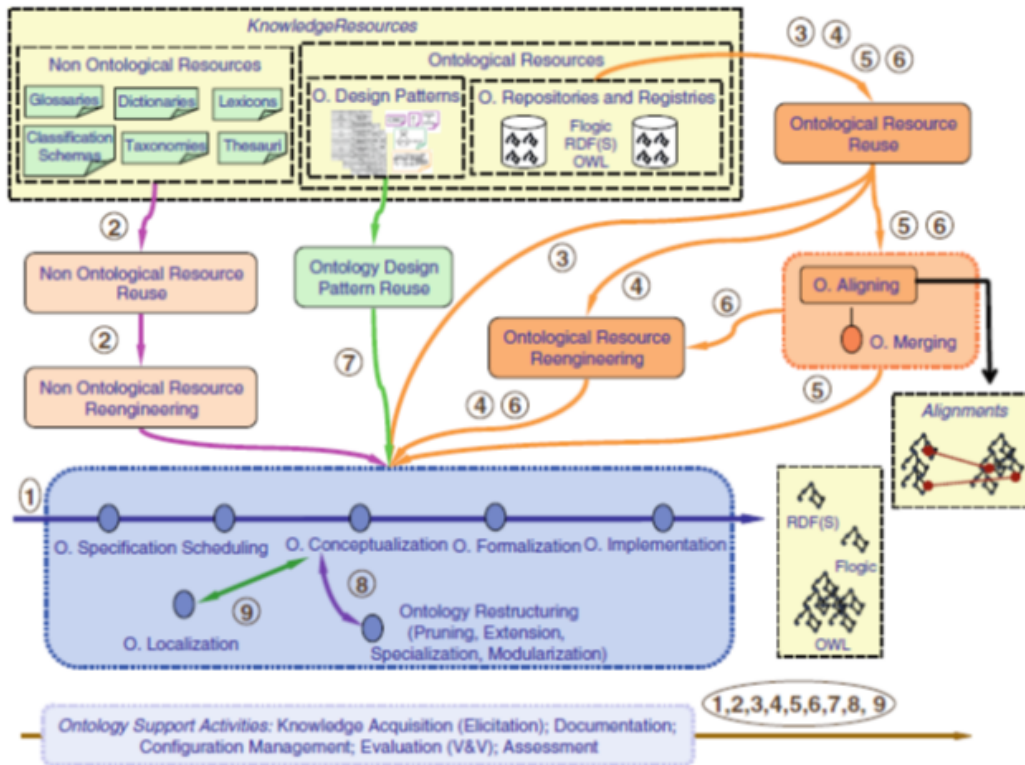 KnowledgeResources
Non Ontological Resources
Glossaries
Dictionaries
Lexicons
Classification
Schemas
Taxonomies
Thesauri
Ontological Resources
O. Design Patterns
O. Repositories and Registries
Flogic
RDF(S)
OWL
3 4
5 6
Ontological Resource
Reuse
2
Non Ontological Resource
Reuse
2
Non Ontological Resource
Reengineering
Ontology Design
Pattern Reuse
7
3
4
5 6
Ontological Resource
Reengineering
4 6
6
O. Aligning
O. Merging
5
Alignments
1
O. Specification
Scheduling
O. Conceptualization
O. Formalization
O. Implementation
9
8
O. Localization
Ontology Restructuring
(Pruning, Extension,
Specialization, Modularization)
RDF(S)
Flogic
OWL
1,2,3,4,5,6,7,8, 9
Ontology Support Activities: Knowledge Acquisition (Elicitation); Documentation;
Configuration Management; Evaluation (V&V); Assessment